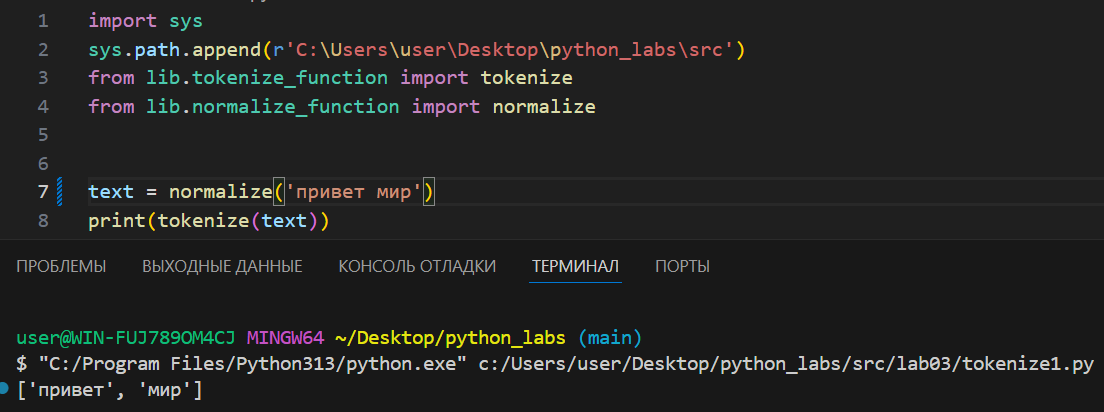 1 import sys
2 sys.path.append(r'C:\Users\user\Desktop\python_labs\src')
3 from lib.tokenize_function import tokenize
4 from lib.normalize_function import normalize
5
6
7 text = normalize('привет мир')
8 print(tokenize(text))
ПРОБЛЕМЫ ВЫХОДНЫЕ ДАННЫЕ КОНСОЛЬ ОТЛАДКИ ТЕРМИНАЛ ПОРТЫ
user@WIN-FUJ789OM4CJ MINGW64 ~/Desktop/python_labs (main)
$ "C:/Program Files/Python313/python.exe" c:/Users/user/Desktop/python_labs/src/lab03/tokenize1.py
['привет', 'мир']